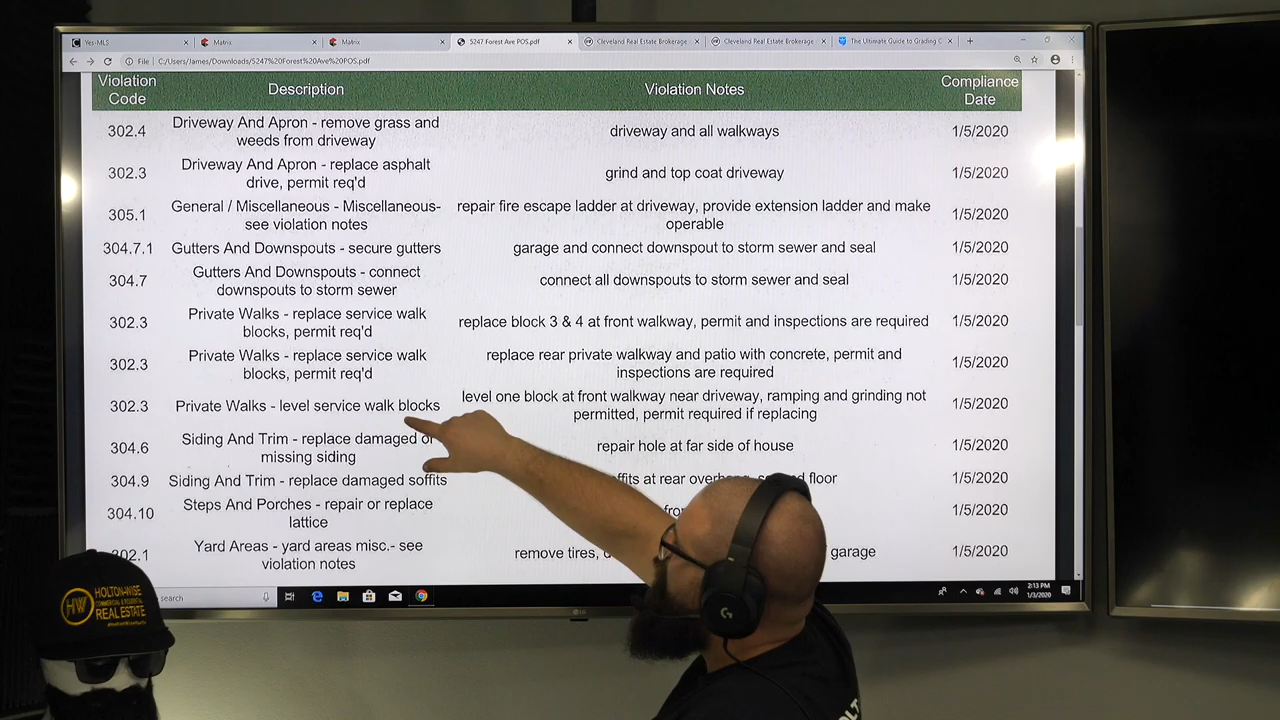 Yes-MLS
Matrix
Matrix
5247 Forest Ave POS.pdf
Cleveland Real Estate Brokerage
Cleveland Real Estate Brokerage
The Ultimate Guide to Grading C
File | C:/Users/James/Downloads/5247%20Forest%20Ave%20POS.pdf
Violation Code
Description
Violation Notes
Compliance Date
302.4
Driveway And Apron - remove grass and
weeds from driveway
driveway and all walkways
1/5/2020
302.3
Driveway And Apron - replace asphalt
drive, permit req'd
grind and top coat driveway
1/5/2020
305.1
General / Miscellaneous - Miscellaneous-
see violation notes
repair fire escape ladder at driveway, provide extension ladder and make
operable
1/5/2020
304.7.1
Gutters And Downspouts - secure gutters
garage and connect downspout to storm sewer and seal
1/5/2020
304.7
Gutters And Downspouts - connect
downspouts to storm sewer
connect all downspouts to storm sewer and seal
1/5/2020
302.3
Private Walks - replace service walk
blocks, permit req'd
replace block 3 & 4 at front walkway, permit and inspections are required
1/5/2020
302.3
Private Walks - replace service walk
blocks, permit req'd
replace rear private walkway and patio with concrete, permit and
inspections are required
1/5/2020
302.3
Private Walks - level service walk blocks
level one block at front walkway near driveway, ramping and grinding not
permitted, permit required if replacing
1/5/2020
304.6
Siding And Trim - replace damaged or
missing siding
repair hole at far side of house
1/5/2020
304.9
Siding And Trim - replace damaged soffits
at rear floor
1/5/2020
304.10
Steps And Porches - repair or replace
lattice
1/5/2020
302.1
Yard Areas - yard areas misc.- see
violation notes
remove tires, garage
1/5/2020
search
2:13 PM
1/3/2020
LG
HW
HOLTON-WISE
REAL ESTATE
G